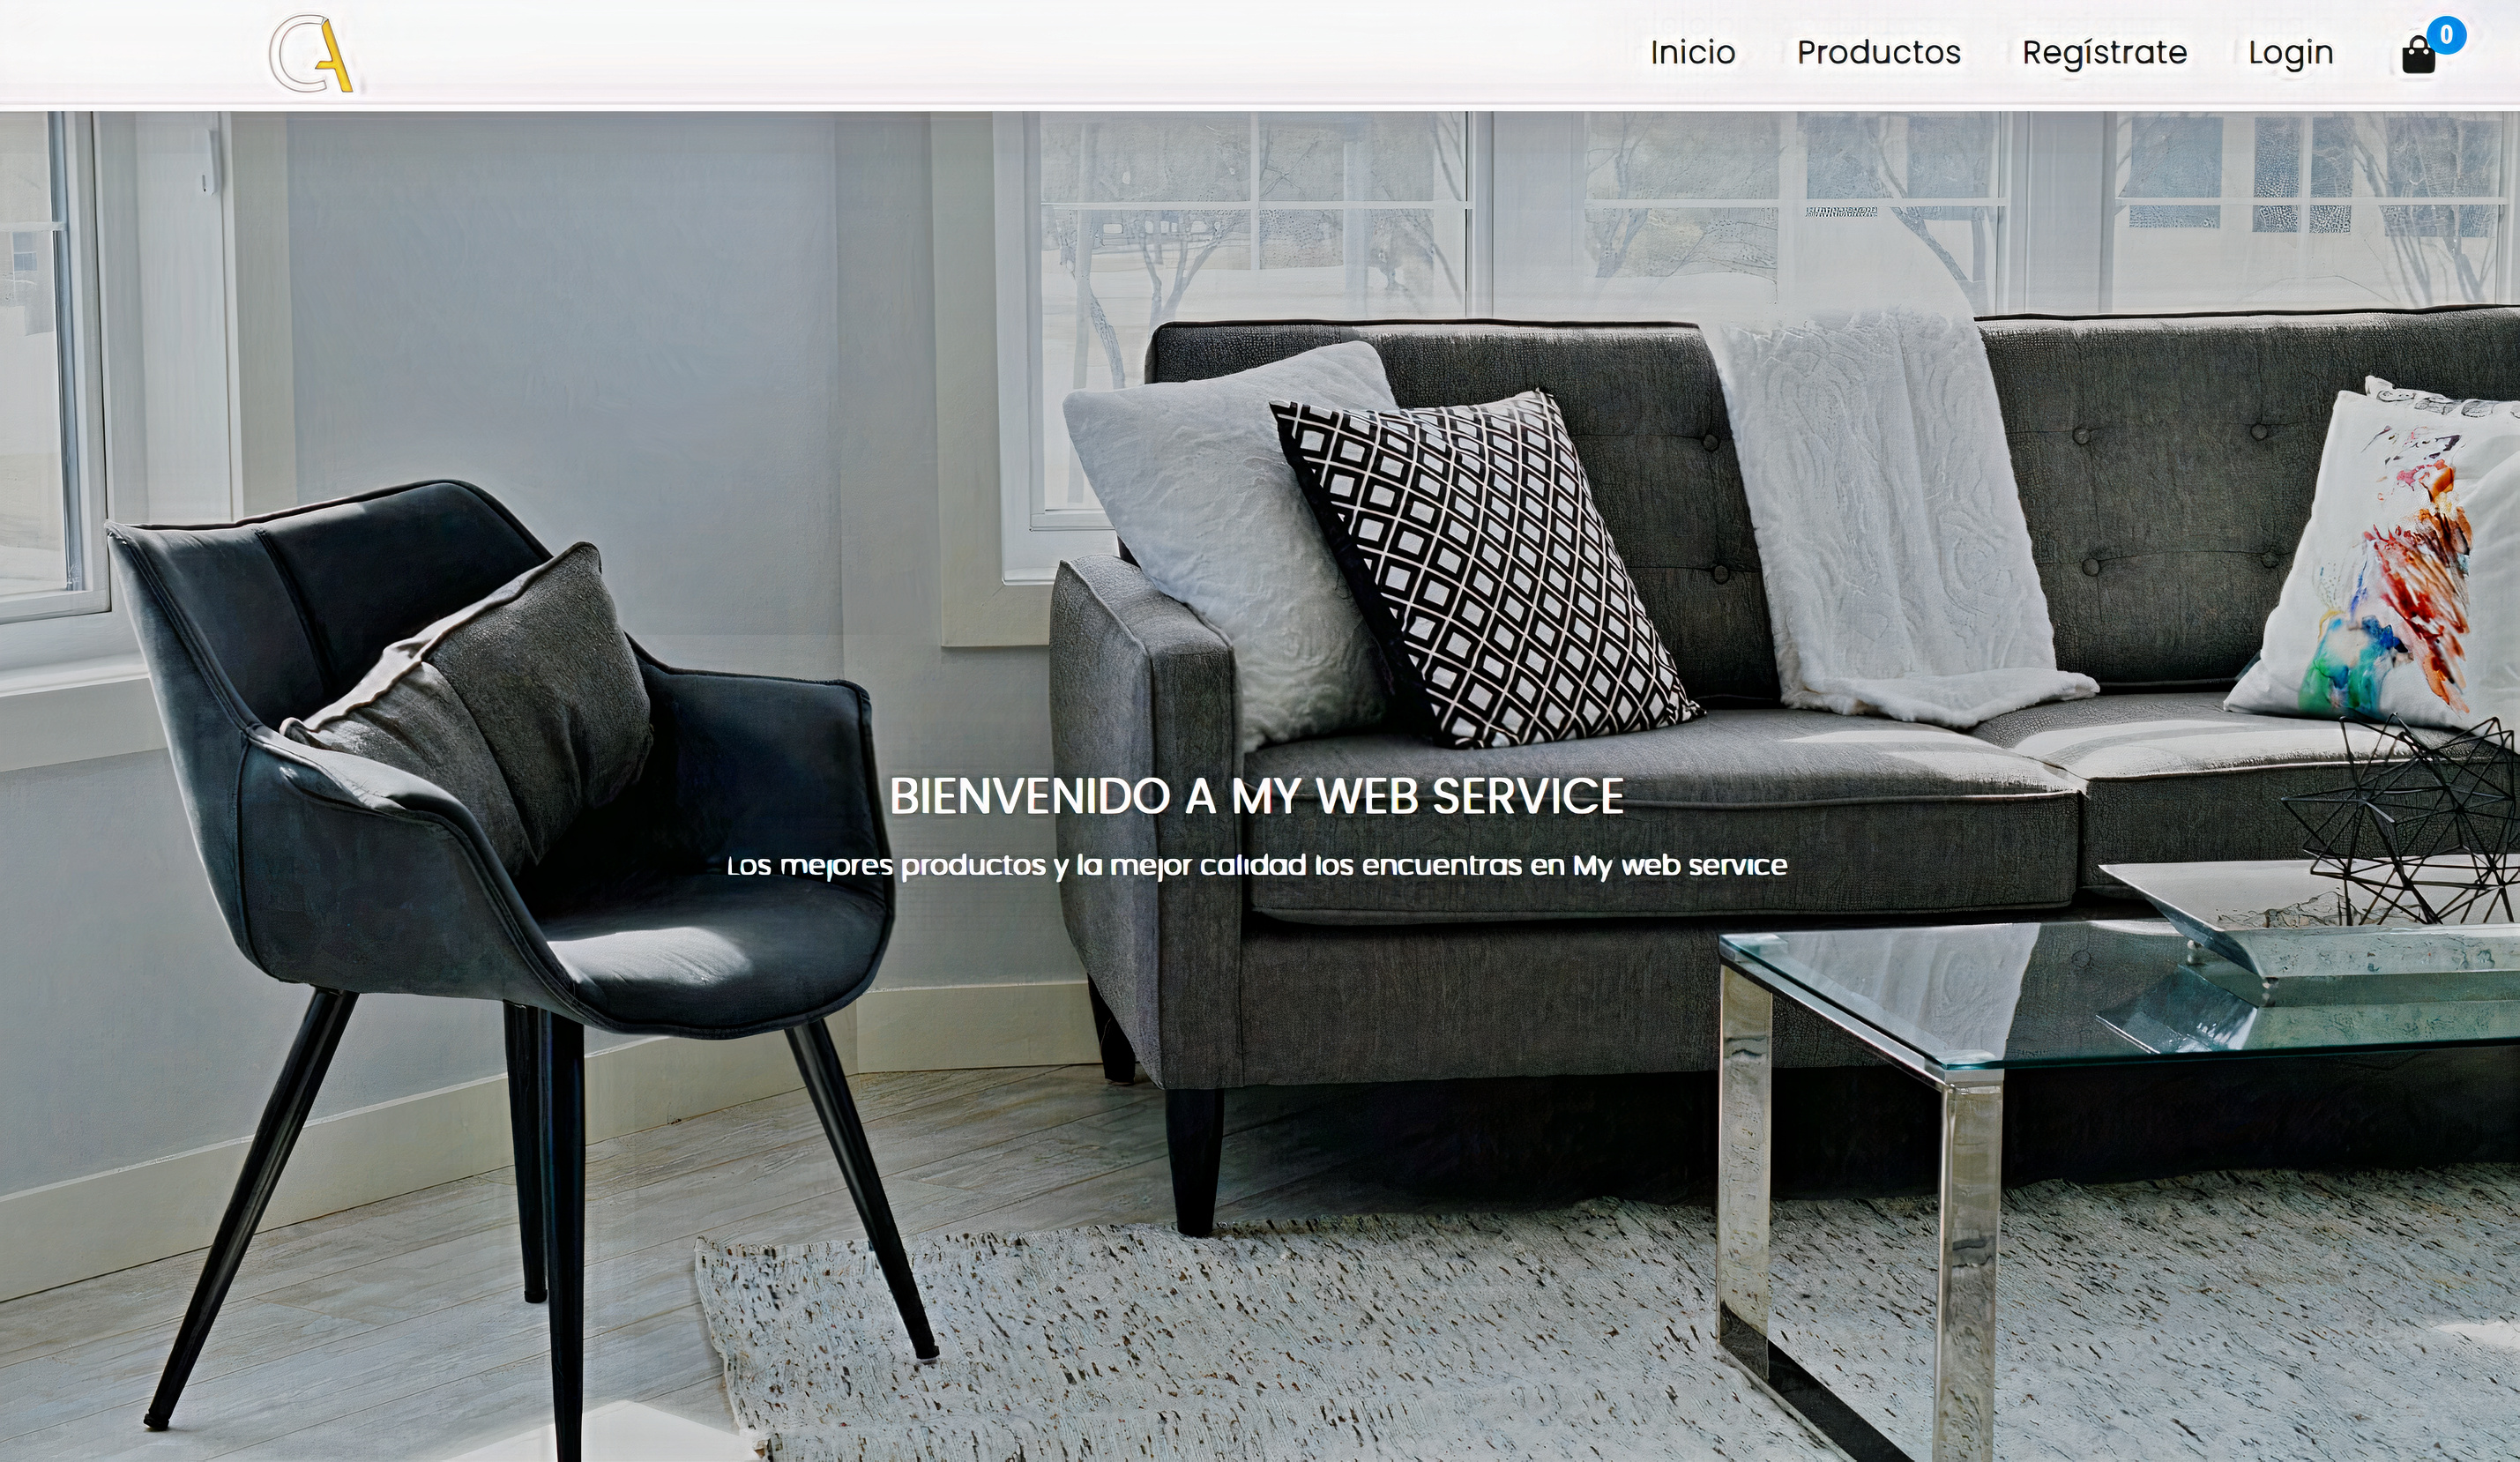 CA
Inicio Productos Regístrate Login 0
BIENVENIDO A MY WEB SERVICE
Los mejores productos y la mejor calidad los encuentras en My web service